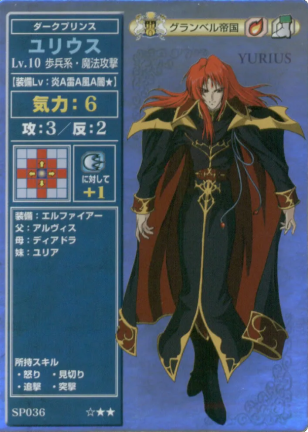 ダークプリンス
ユリウス
Lv.10 歩兵系・魔法攻撃
【装備Lv：炎A雷A風A闇★】
気力：6
攻：3／反：2
に対して
+1
装備：エルファイアー
父：アルヴィス
母：ディアドラ
妹：ユリア
所持スキル
・怒り ・見切り
・追撃 ・突撃
SP036
☆★★
グランベル帝国
YURIUS